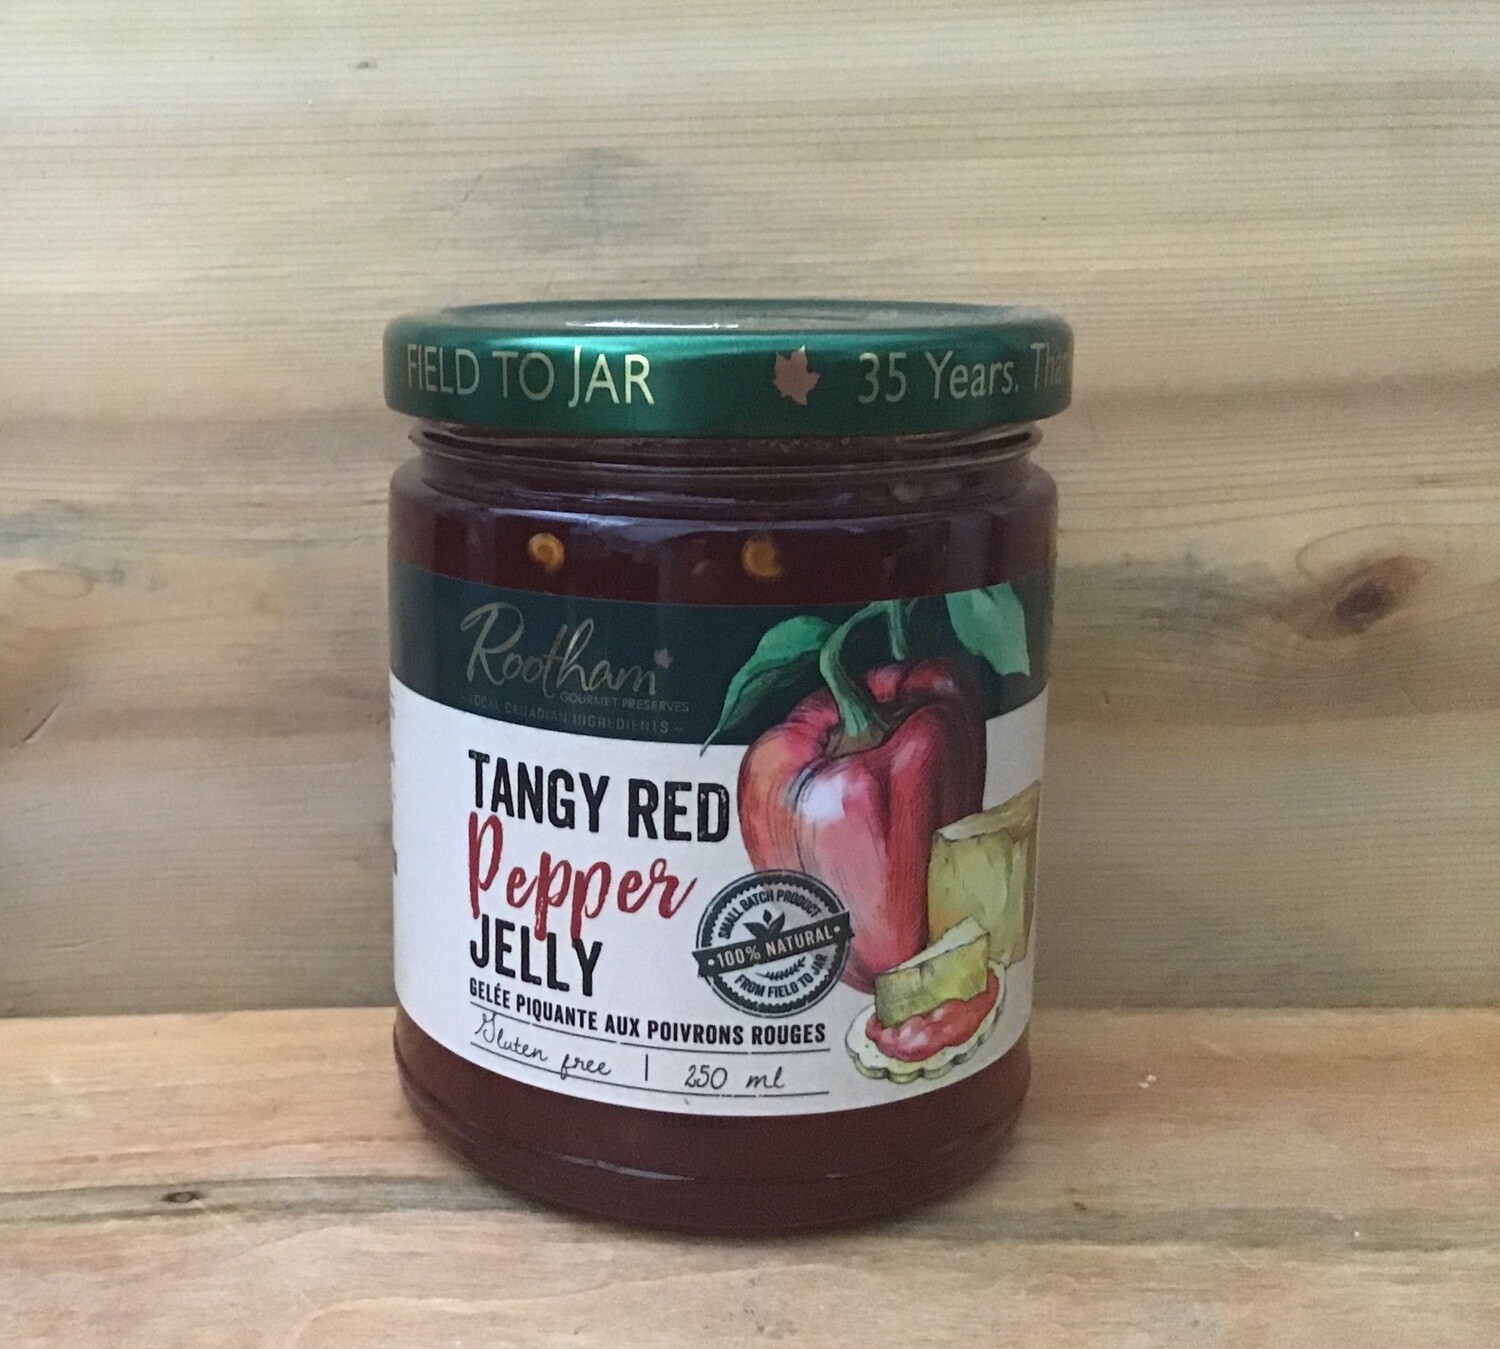 FIELD TO JAR 35 Years.
Rootham
GOURMET PRESERVES
LOCAL CANADIAN INGREDIENTS ~
TANGY RED
Pepper
JELLY
SMALL BATCH PRODUCT
• 100% NATURAL •
FROM FIELD TO JAR
GELÉE PIQUANTE AUX POIVRONS ROUGES
Gluten free | 250 ml